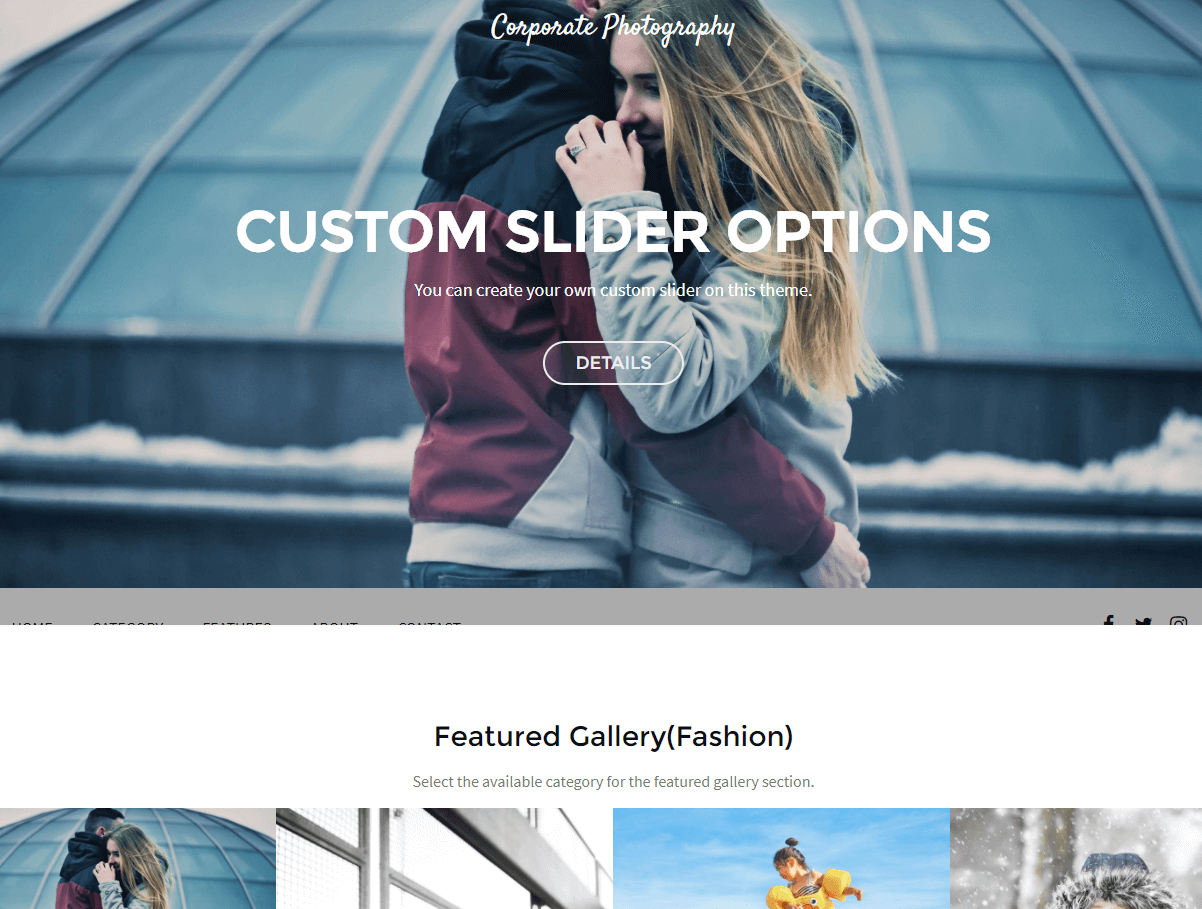 Corporate Photography
CUSTOM SLIDER OPTIONS
You can create your own custom slider on this theme.
DETAILS
HOME CATEGORY FEATURES ABOUT CONTACT
Featured Gallery(Fashion)
Select the available category for the featured gallery section.